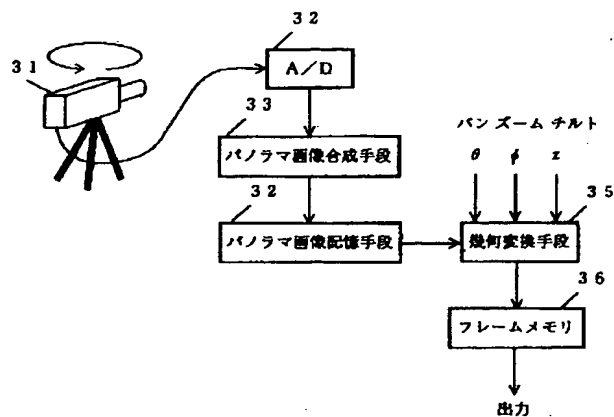 32
31
A/D
33
パノラマ画像合成手段
パン ズーム チルト
θ φ z
32
35
パノラマ画像記憶手段
幾何変換手段
36
フレームメモリ
出力